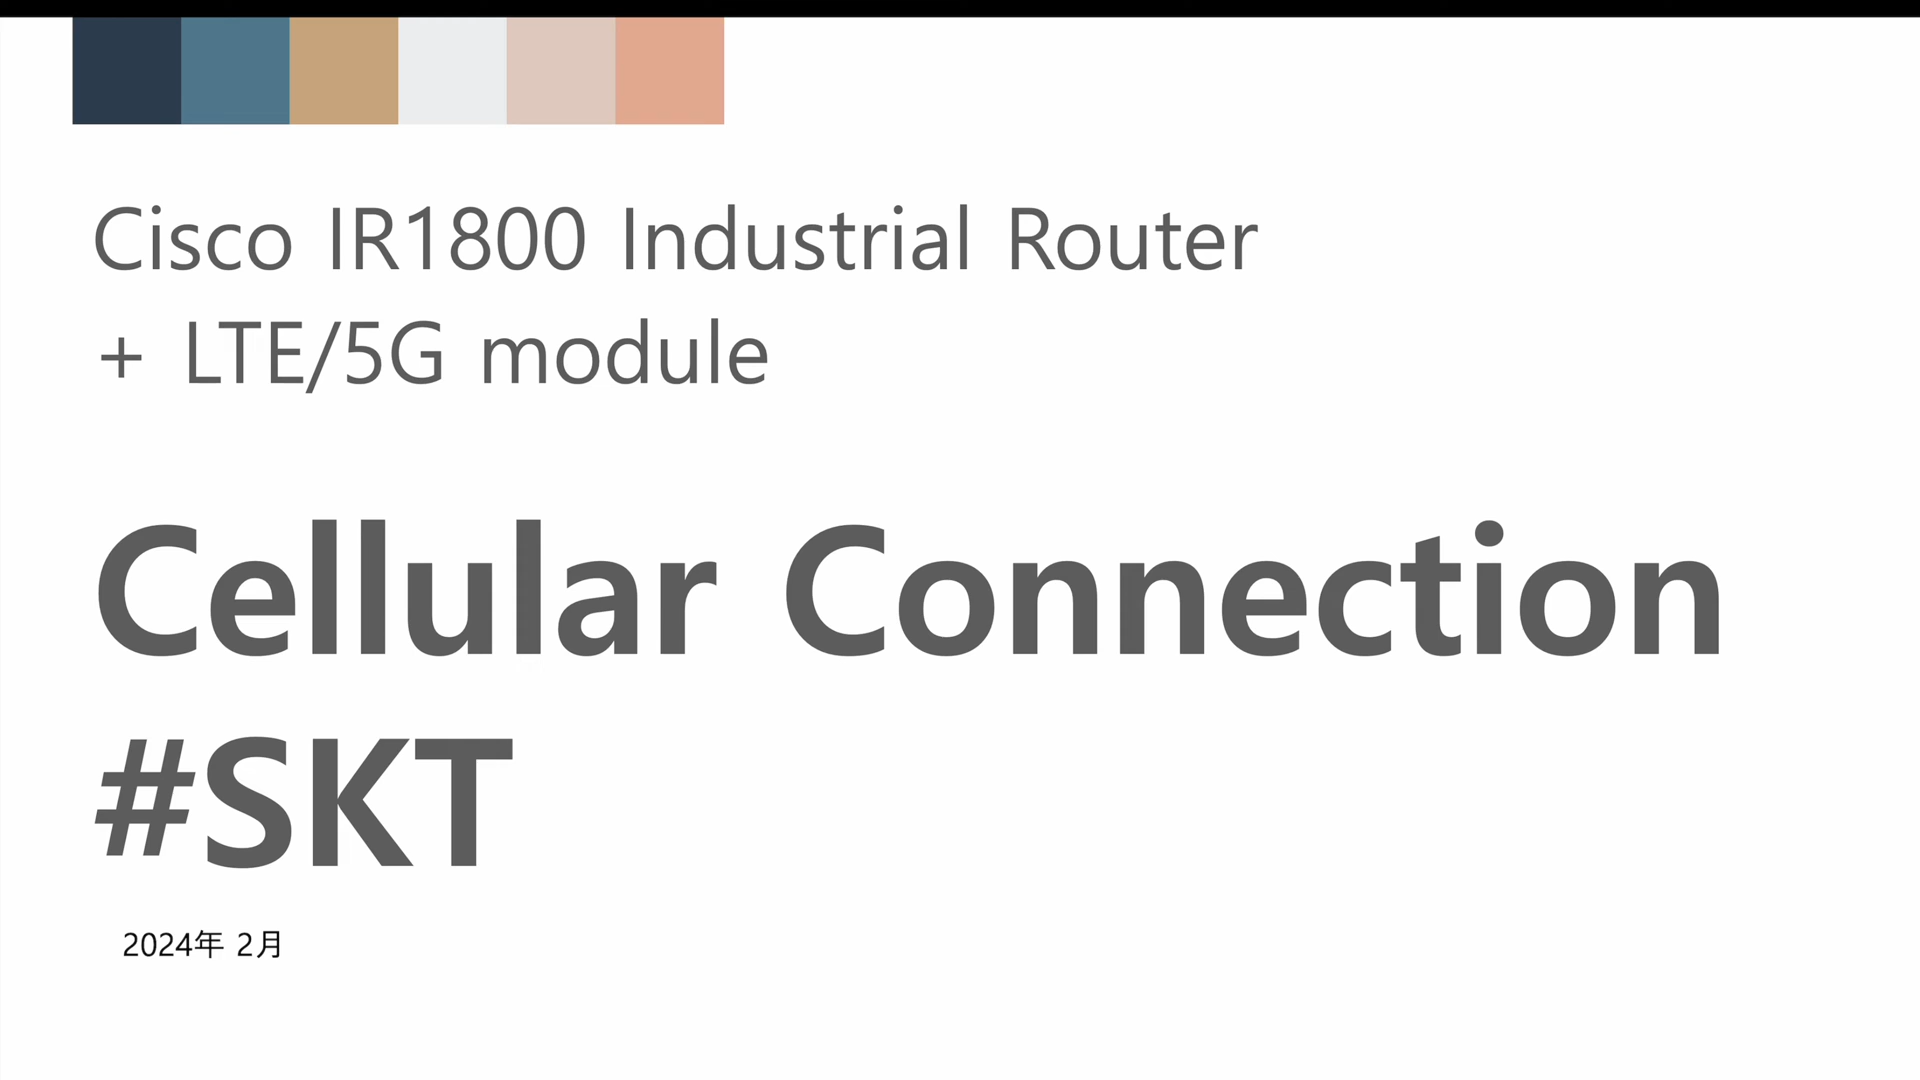 Cisco IR1800 Industrial Router
+ LTE/5G module
Cellular Connection
#SKT
2024年 2月